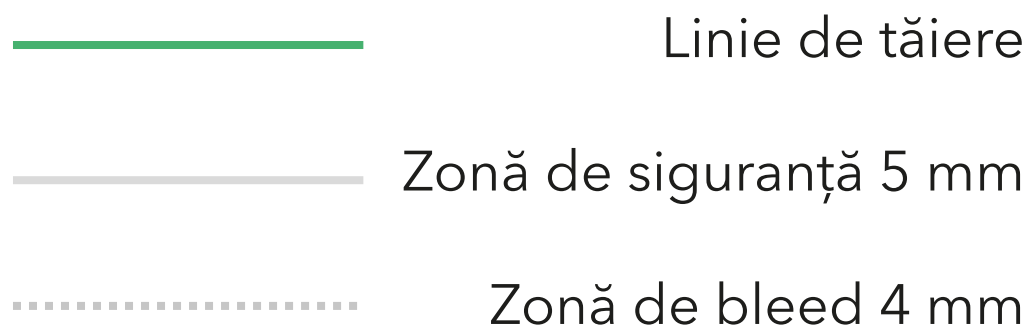 Linie de tăiere
Zonă de siguranță 5 mm
Zonă de bleed 4 mm